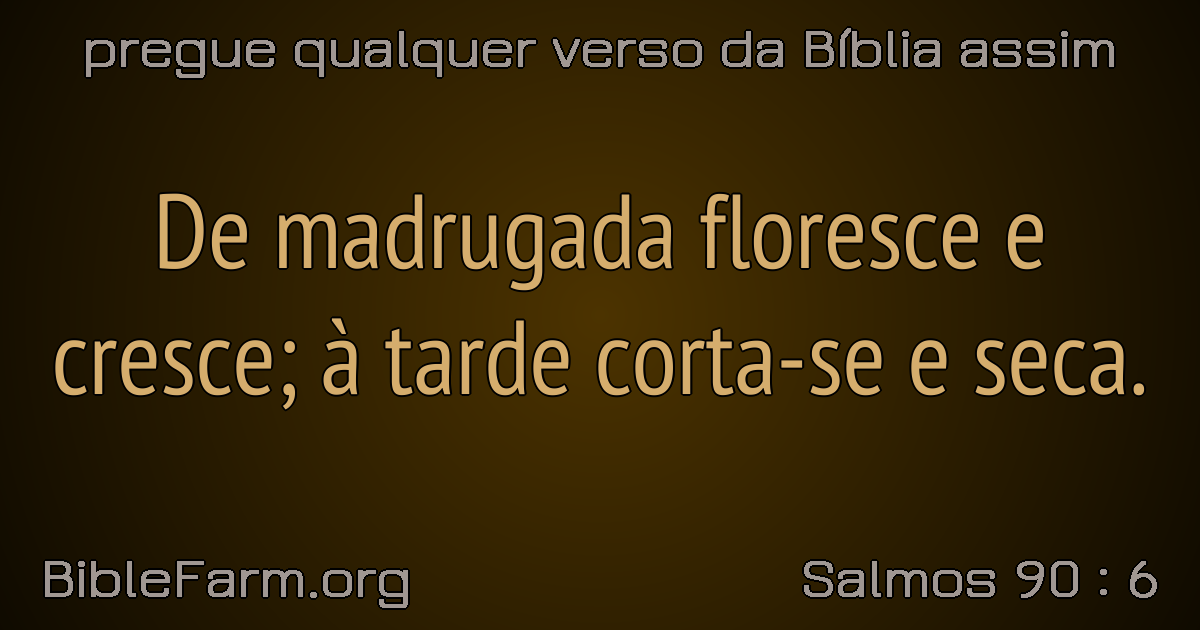 pregue qualquer verso da Bíblia assim
De madrugada floresce e
cresce; à tarde corta-se e seca.
BibleFarm.org
Salmos 90 : 6